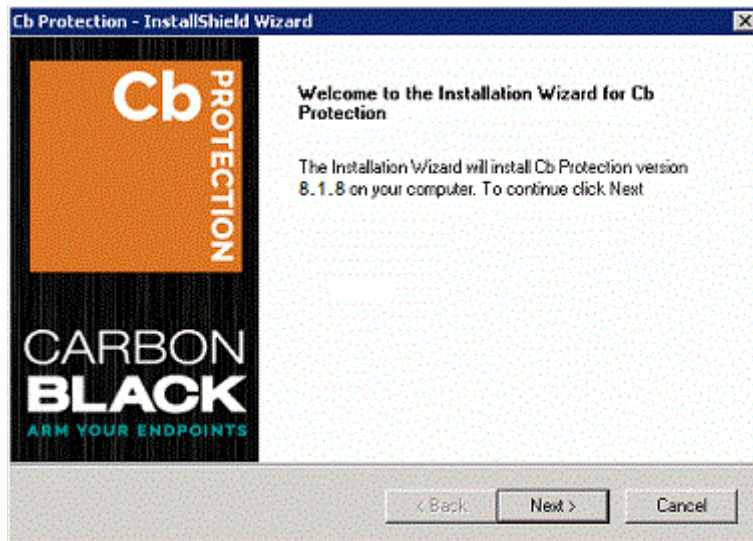 Cb Protection - InstallShield Wizard
Cb
PROTECTION
Welcome to the Installation Wizard for Cb
Protection
The Installation Wizard will install Cb Protection version
8.1.8 on your computer. To continue click Next
CARBON
BLACK
ARM YOUR ENDPOINTS
< Back
Next >
Cancel